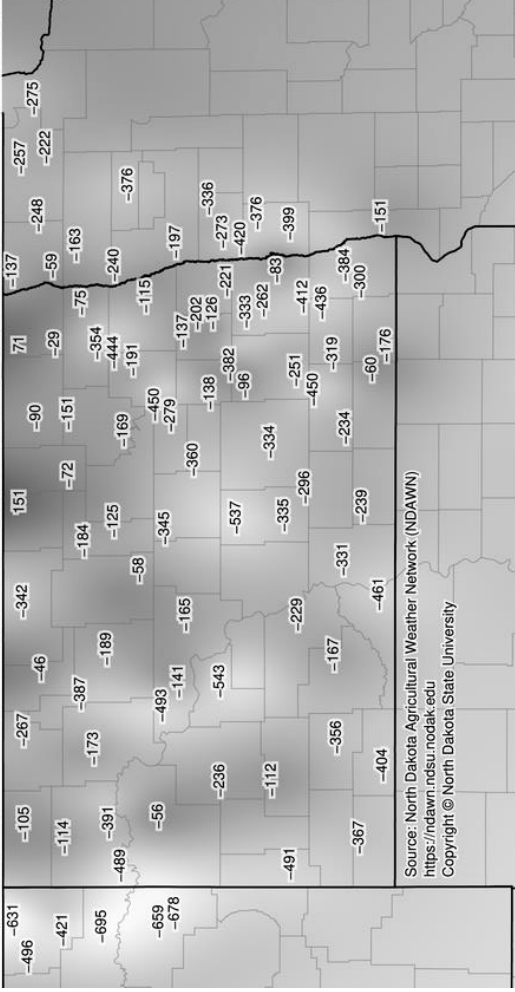 −631 −105 −267 −342 151 71 −137 −257
−496 −46 −90 −248 −222 −275
−29 −59
−421 −114 −72 −151 −163
−387 −184 −75
−173 −354
−695 −391 −189 −125 −444 −240
−489 −169 −191 −376
−58 −115
−659 −56 −493 −345 −450
−279
−678 −141 −165 −137 −197
−360 −202
−138 −126 −336
−236 −543 −382 −221 −273
−537 −96 −333 −420
−262 −376
−112 −334 −83
−491 −335 −251 −399
−229 −296 −450 −412
−436
−356 −167 −331 −234 −319 −384
−367 −239 −60 −300
−404 −461 −176 −151
Source: North Dakota Agricultural Weather Network (NDAWN)
https://ndawn.ndsu.nodak.edu
Copyright © North Dakota State University